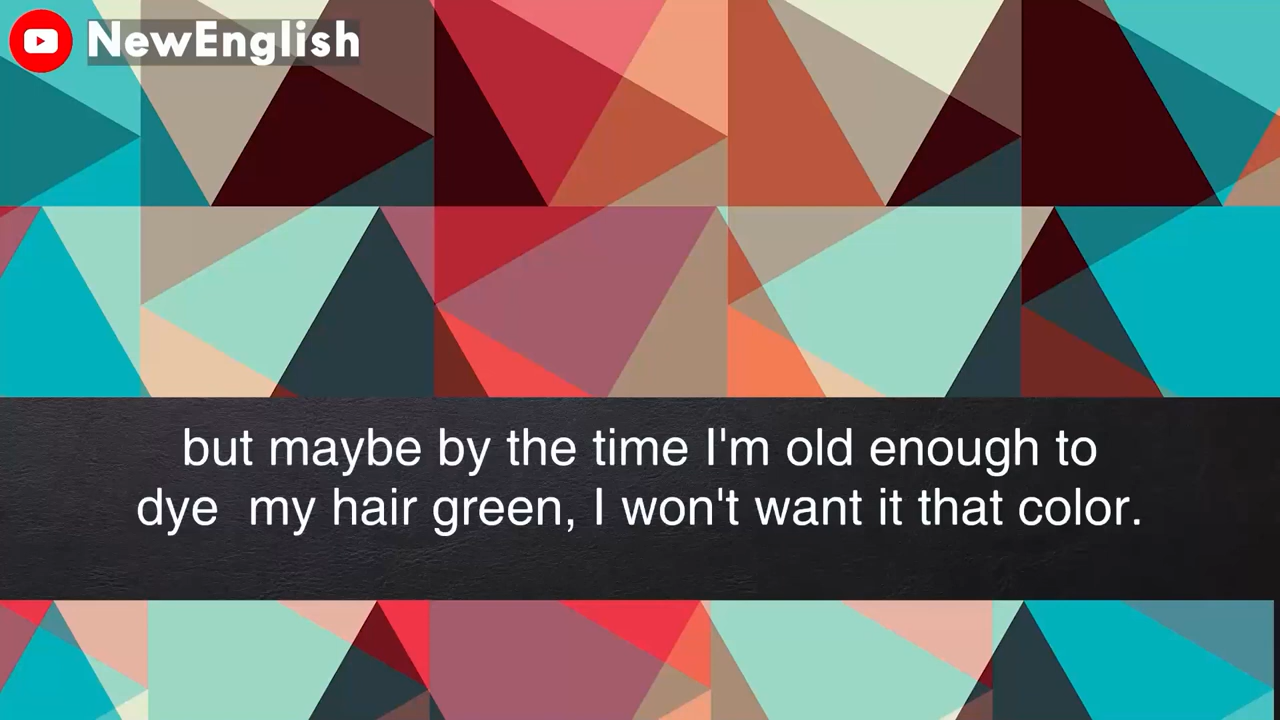 NewEnglish
but maybe by the time I'm old enough to
dye  my hair green, I won't want it that color.